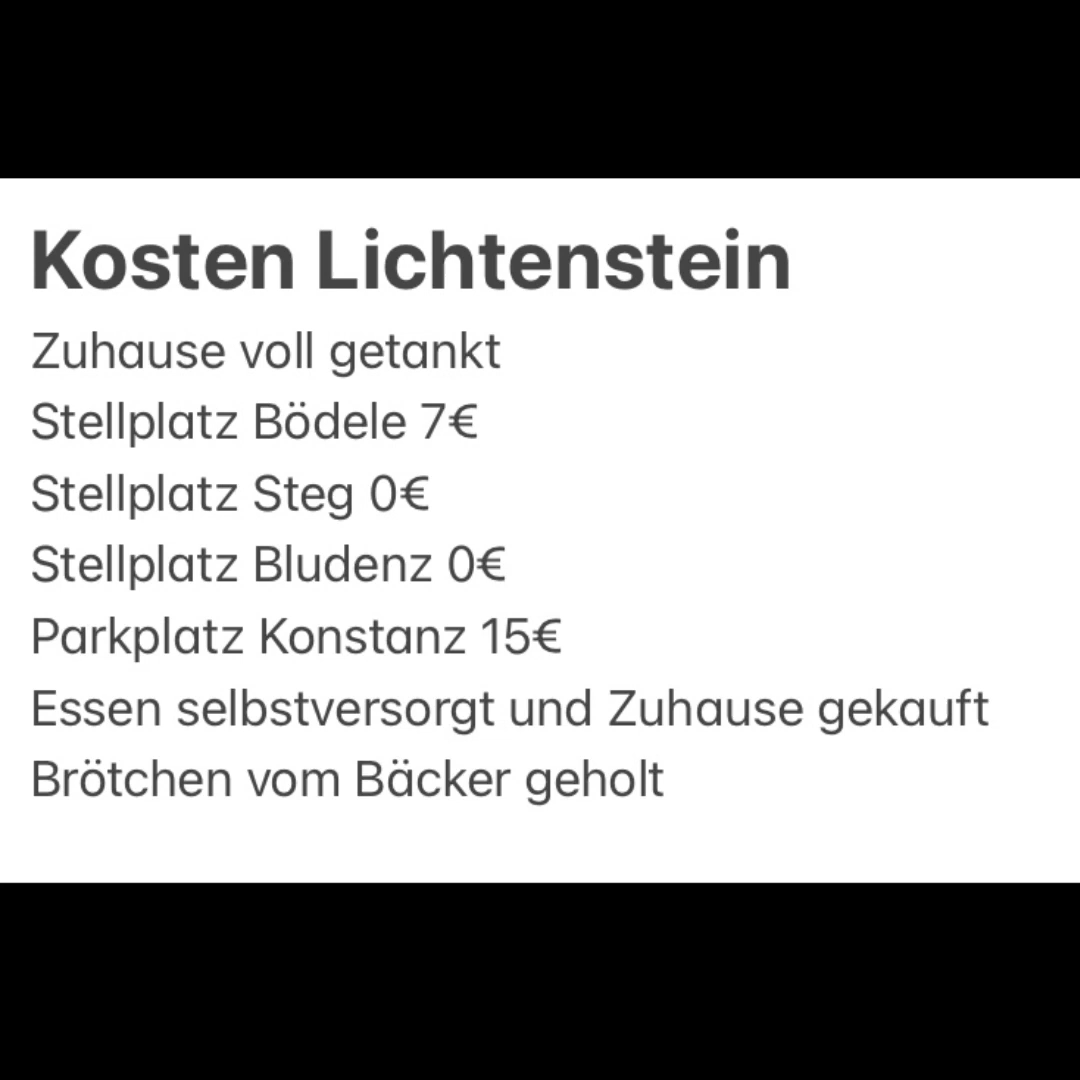 Kosten Lichtenstein
Zuhause voll getankt
Stellplatz Bödele 7€
Stellplatz Steg 0€
Stellplatz Bludenz 0€
Parkplatz Konstanz 15€
Essen selbstversorgt und Zuhause gekauft
Brötchen vom Bäcker geholt